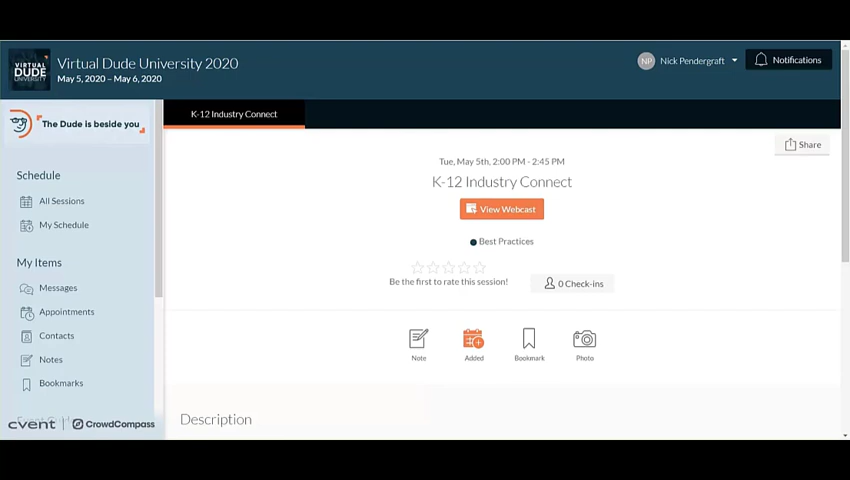 VIRTUAL
DUDE
UNIVERSITY
Virtual Dude University 2020
May 5, 2020 – May 6, 2020
NP
Nick Pendergraft
Notifications
The Dude is beside you
K-12 Industry Connect
Share
Schedule
All Sessions
My Schedule
My Items
Messages
Appointments
Contacts
Notes
Bookmarks
cvent
CrowdCompass
Tue, May 5th, 2:00 PM - 2:45 PM
K-12 Industry Connect
View Webcast
Best Practices
Be the first to rate this session!
0 Check-ins
Note
Added
Bookmark
Photo
Description